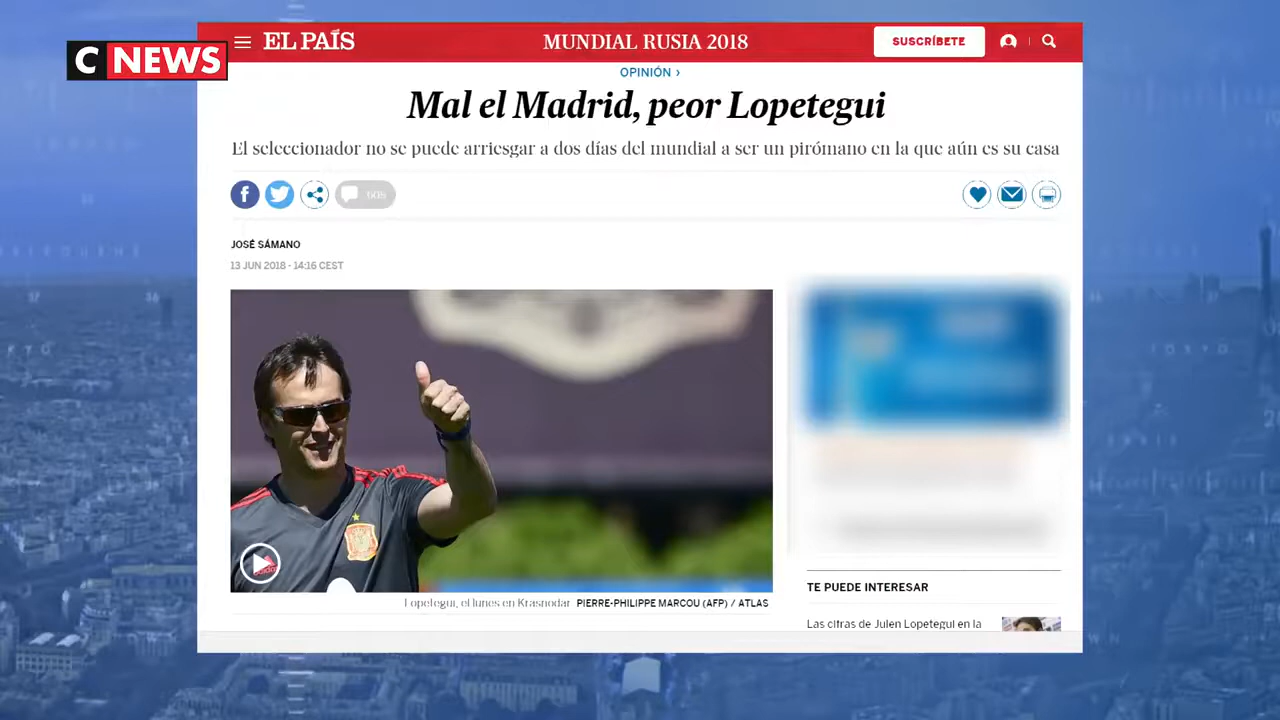 C NEWS
EL PAÍS
MUNDIAL RUSIA 2018
SUSCRÍBETE
OPINIÓN ›
Mal el Madrid, peor Lopetegui
El seleccionador no se puede arriesgar a dos días del mundial a ser un pirómano en la que aún es su casa
JOSÉ SÁMANO
13 JUN 2018 - 14:16 CEST
Lopetegui, el lunes en Krasnodar PIERRE-PHILIPPE MARCOU (AFP) / ATLAS
TE PUEDE INTERESAR
Las cifras de Julen Lopetegui en la